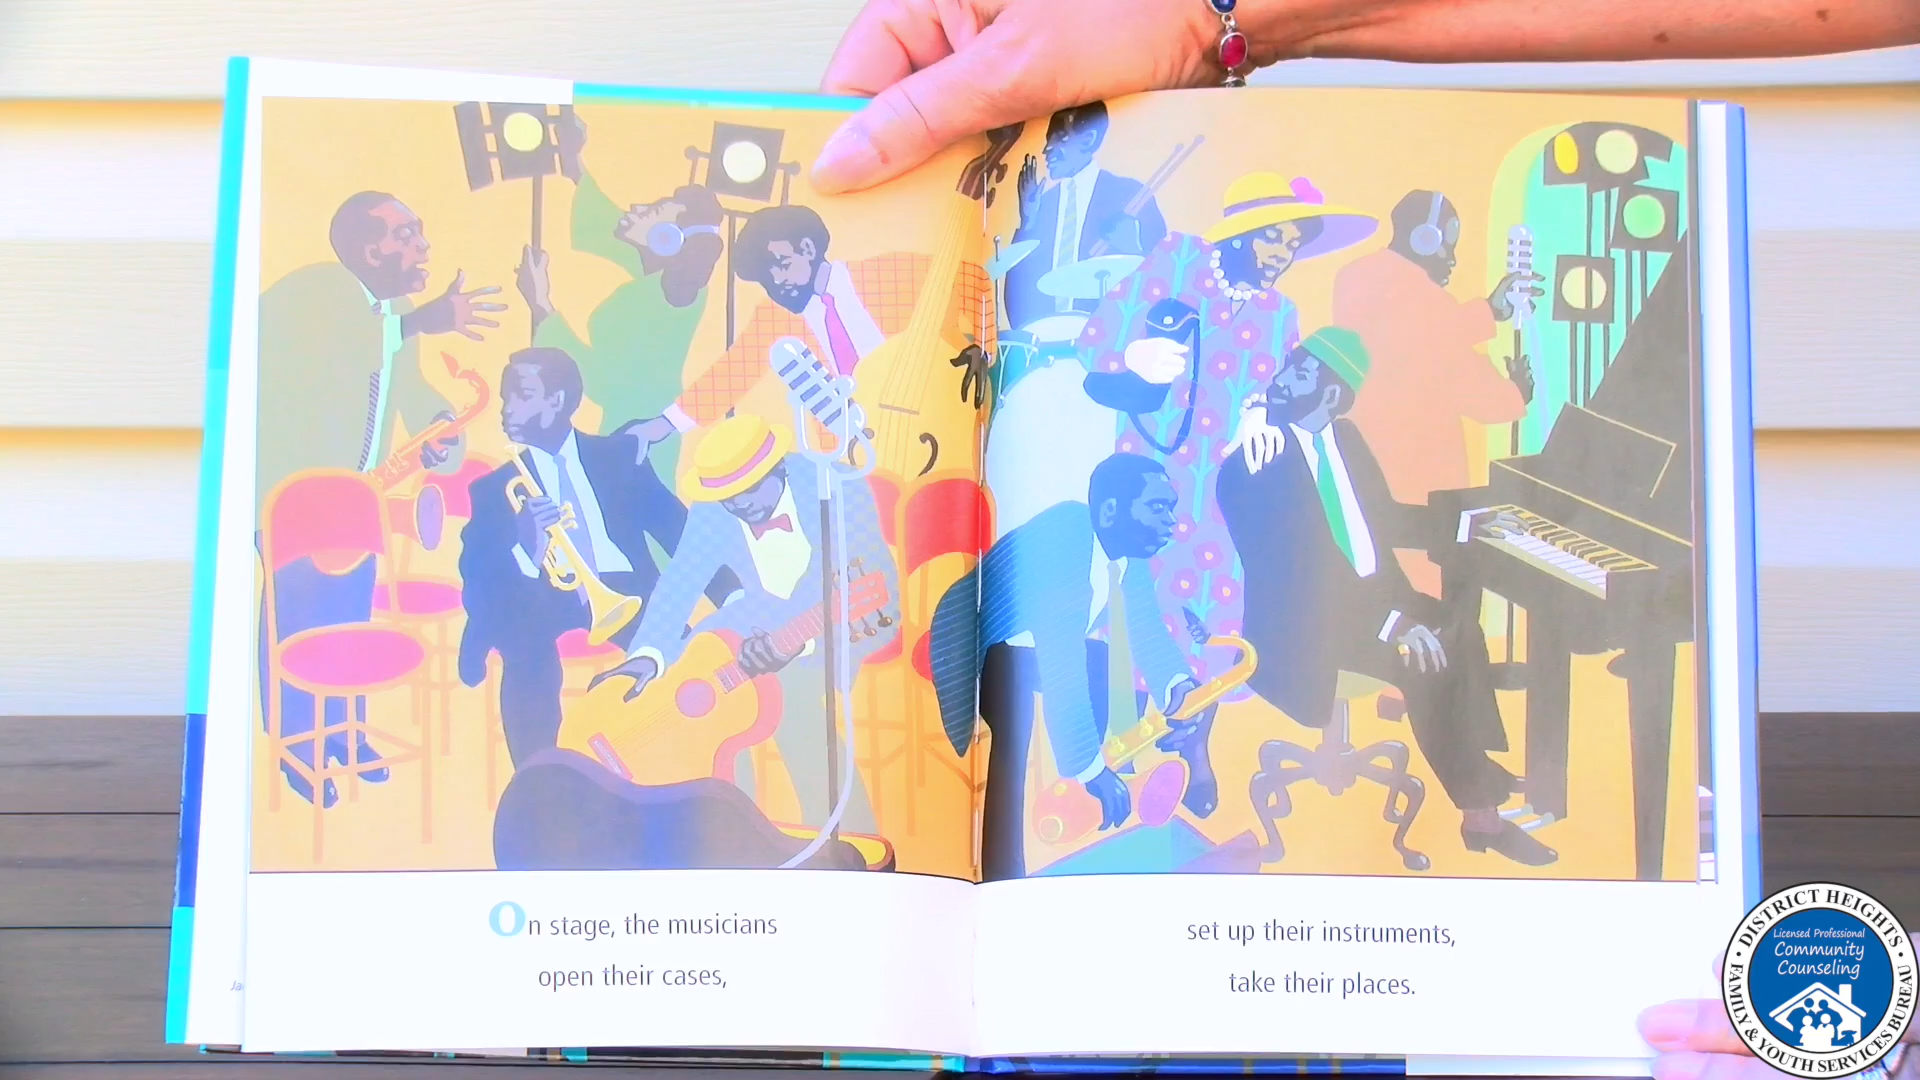 On stage, the musicians
open their cases,
set up their instruments,
take their places.
DISTRICT HEIGHTS
Licensed Professional
Community
Counseling
FAMILY & YOUTH SERVICES BUREAU